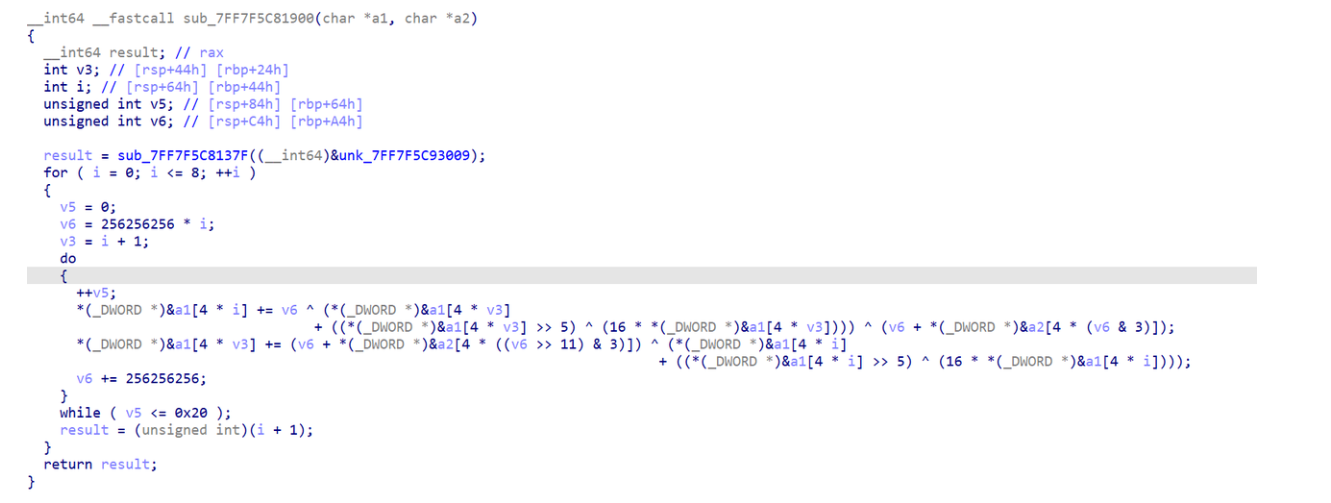 __int64 __fastcall sub_7FF7F5C81900(char *a1, char *a2)
{
  __int64 result; // rax
  int v3; // [rsp+44h] [rbp+24h]
  int i; // [rsp+64h] [rbp+44h]
  unsigned int v5; // [rsp+84h] [rbp+64h]
  unsigned int v6; // [rsp+C4h] [rbp+A4h]

  result = sub_7FF7F5C8137F((__int64)&unk_7FF7F5C93009);
  for ( i = 0; i <= 8; ++i )
  {
    v5 = 0;
    v6 = 256256256 * i;
    v3 = i + 1;
    do
    {
      ++v5;
      *(_DWORD *)&a1[4 * i] += v6 ^ (*(_DWORD *)&a1[4 * v3]
                                   + ((*(_DWORD *)&a1[4 * v3] >> 5) ^ (16 * *(_DWORD *)&a1[4 * v3]))) ^ (v6 + *(_DWORD *)&a2[4 * (v6 & 3)]);
      *(_DWORD *)&a1[4 * v3] += (v6 + *(_DWORD *)&a2[4 * ((v6 >> 11) & 3)]) ^ (*(_DWORD *)&a1[4 * i]
                                                                             + ((*(_DWORD *)&a1[4 * i] >> 5) ^ (16 * *(_DWORD *)&a1[4 * i])));
      v6 += 256256256;
    }
    while ( v5 <= 0x20 );
    result = (unsigned int)(i + 1);
  }
  return result;
}